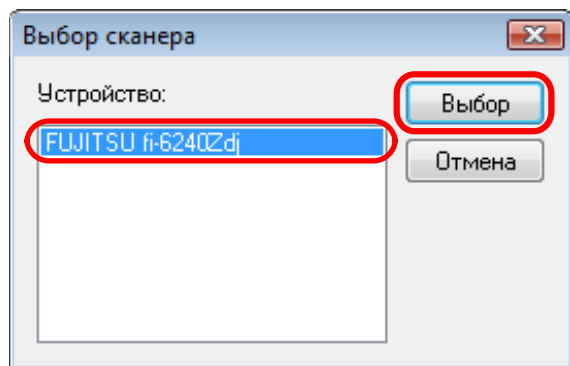 Выбор сканера
Устройство:
Выбор
FUJITSU fi-6240Zdj
Отмена